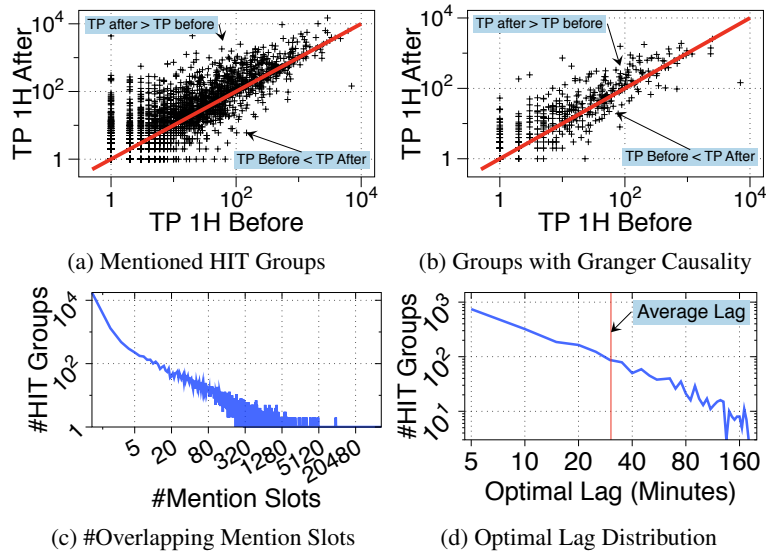 TP after > TP before
TP Before < TP After
TP 1H After
10⁴
10²
1
1
10²
10⁴
TP 1H Before
(a) Mentioned HIT Groups
TP after > TP before
TP Before < TP After
TP 1H After
10⁴
10²
1
1
10²
10⁴
TP 1H Before
(b) Groups with Granger Causality
#HIT Groups
10⁴
10²
1
5
20
80
320
1280
5120
20480
#Mention Slots
(c) #Overlapping Mention Slots
Average Lag
#HIT Groups
10³
10²
10¹
5
10
20
40
80
160
Optimal Lag (Minutes)
(d) Optimal Lag Distribution